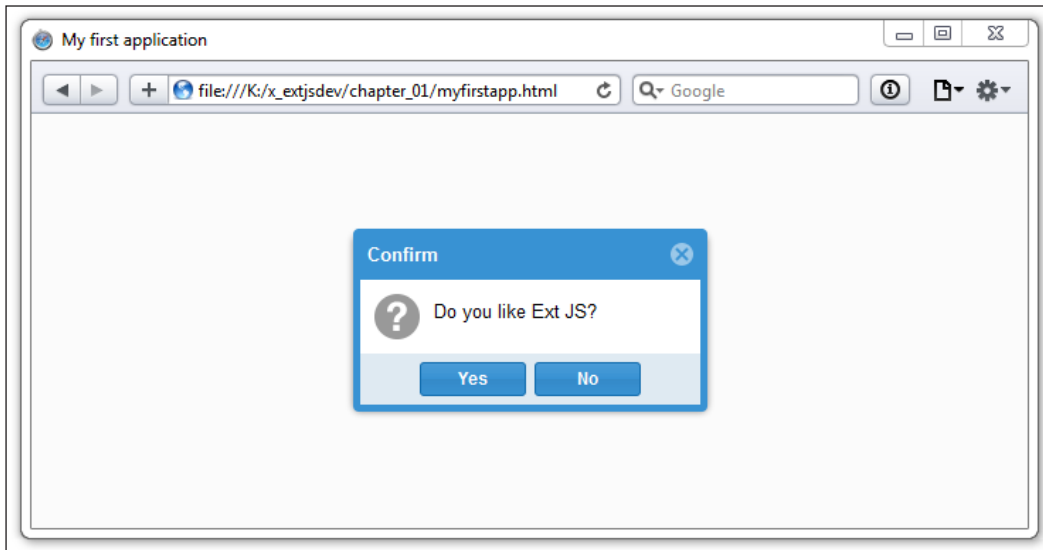 My first application
file:///K:/x_extjsdev/chapter_01/myfirstapp.html
Google
Confirm
Do you like Ext JS?
Yes
No